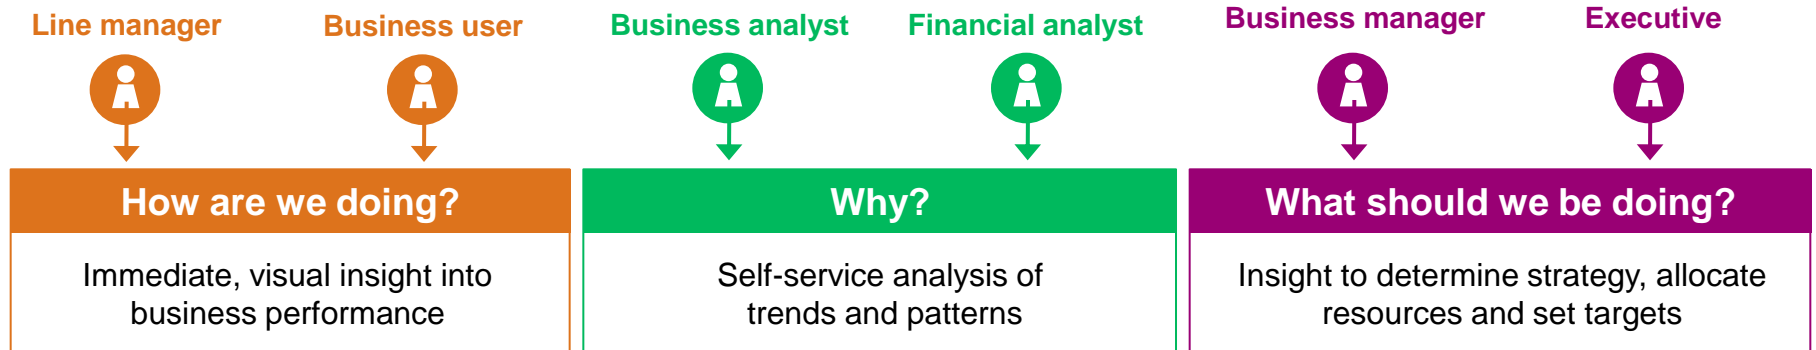 Line manager
Business user
Business analyst
Financial analyst
Business manager
Executive
How are we doing?
Immediate, visual insight into
business performance
Why?
Self-service analysis of
trends and patterns
What should we be doing?
Insight to determine strategy, allocate
resources and set targets